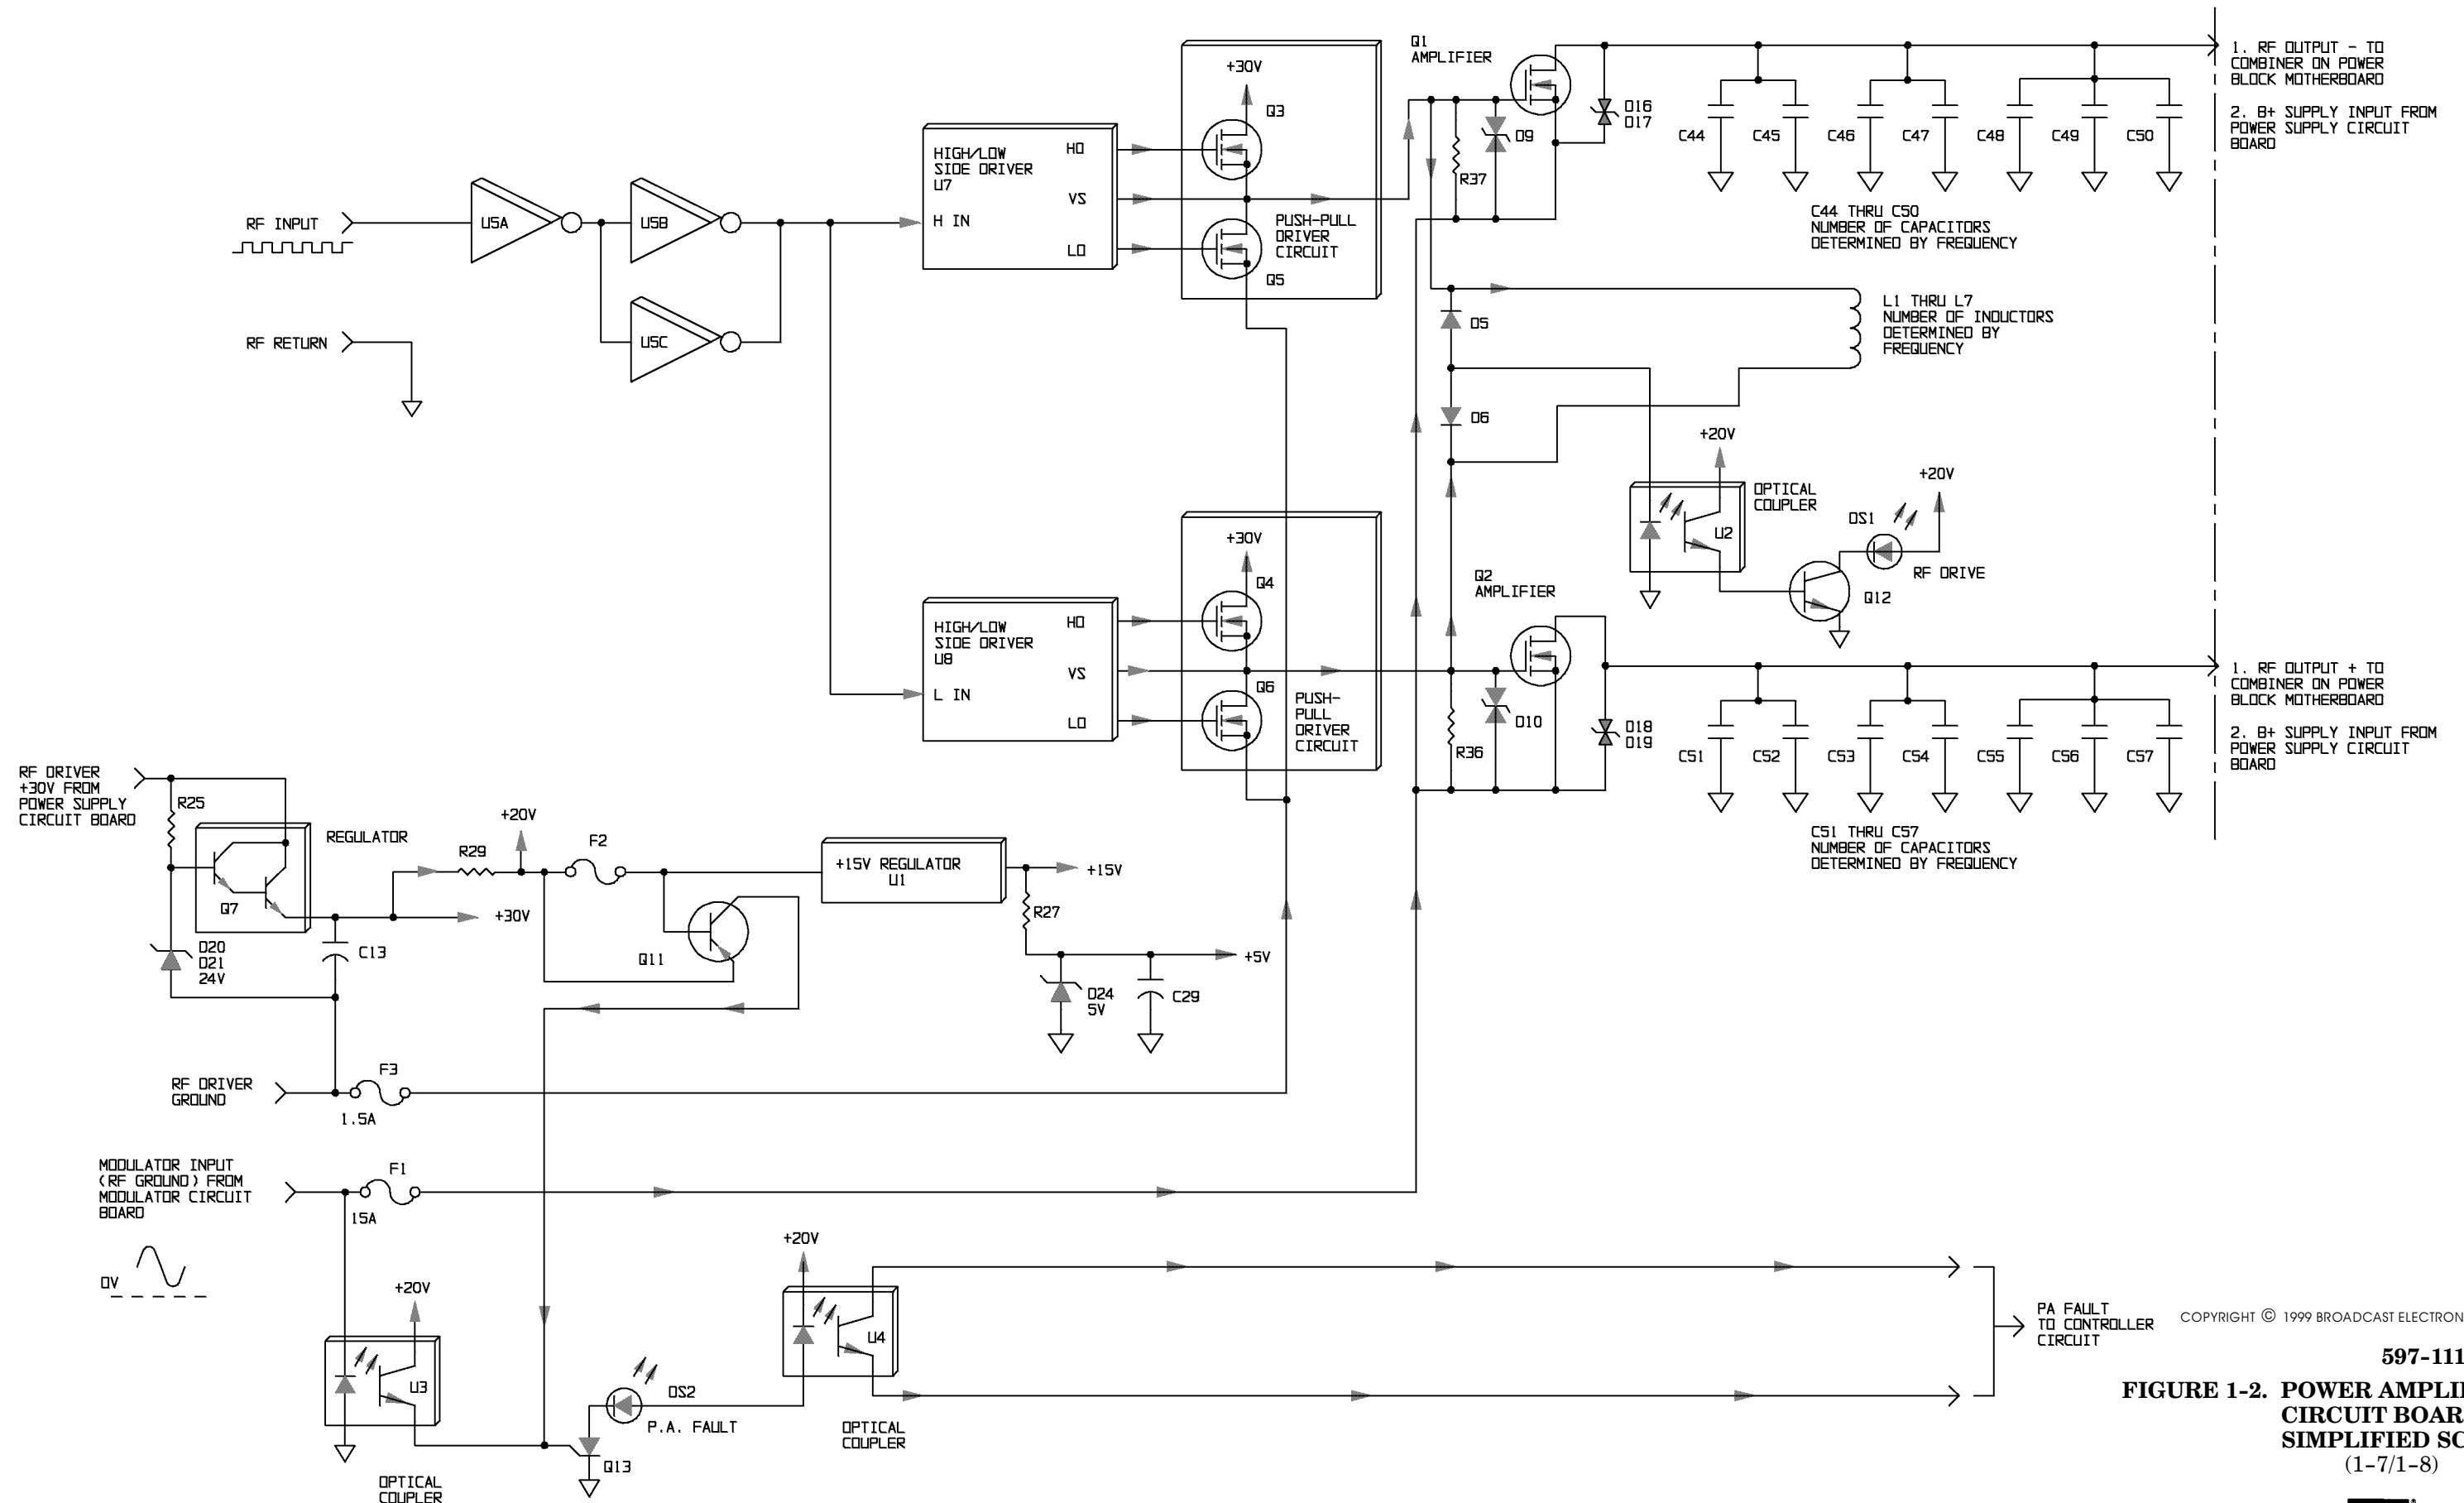 Q1
AMPLIFIER
1. RF OUTPUT - TO
COMBINER ON POWER
BLOCK MOTHERBOARD
2. B+ SUPPLY INPUT FROM
POWER SUPPLY CIRCUIT
BOARD
+30V
Q3
D16
D17
D9
R37
C44
C45
C46
C47
C48
C49
C50
HIGH/LOW
SIDE DRIVER
U7
HO
VS
LO
H IN
RF INPUT
U5A
U5B
PUSH-PULL
DRIVER
CIRCUIT
Q5
C44 THRU C50
NUMBER OF CAPACITORS
DETERMINED BY FREQUENCY
RF RETURN
U5C
D5
L1 THRU L7
NUMBER OF INDUCTORS
DETERMINED BY
FREQUENCY
D6
+20V
+20V
OPTICAL
COUPLER
U2
DS1
RF DRIVE
Q12
+30V
Q4
Q2
AMPLIFIER
HIGH/LOW
SIDE DRIVER
U8
HO
VS
LO
L IN
Q6
PUSH-
PULL
DRIVER
CIRCUIT
R36
D10
D18
D19
C51
C52
C53
C54
C55
C56
C57
1. RF OUTPUT + TO
COMBINER ON POWER
BLOCK MOTHERBOARD
2. B+ SUPPLY INPUT FROM
POWER SUPPLY CIRCUIT
BOARD
C51 THRU C57
NUMBER OF CAPACITORS
DETERMINED BY FREQUENCY
RF DRIVER
+30V FROM
POWER SUPPLY
CIRCUIT BOARD
R25
REGULATOR
Q7
R29
+20V
F2
+15V REGULATOR
U1
+15V
+30V
R27
D20
D21
24V
C13
Q11
+5V
D24
5V
C29
RF DRIVER
GROUND
F3
1.5A
MODULATOR INPUT
(RF GROUND) FROM
MODULATOR CIRCUIT
BOARD
F1
15A
0V
+20V
U3
OPTICAL
COUPLER
DS2
P.A. FAULT
Q13
+20V
U4
OPTICAL
COUPLER
PA FAULT
TO CONTROLLER
CIRCUIT
COPYRIGHT © 1999 BROADCAST ELECTRON
597-111
FIGURE 1-2. POWER AMPLI
CIRCUIT BOAR
SIMPLIFIED SC
(1-7/1-8)